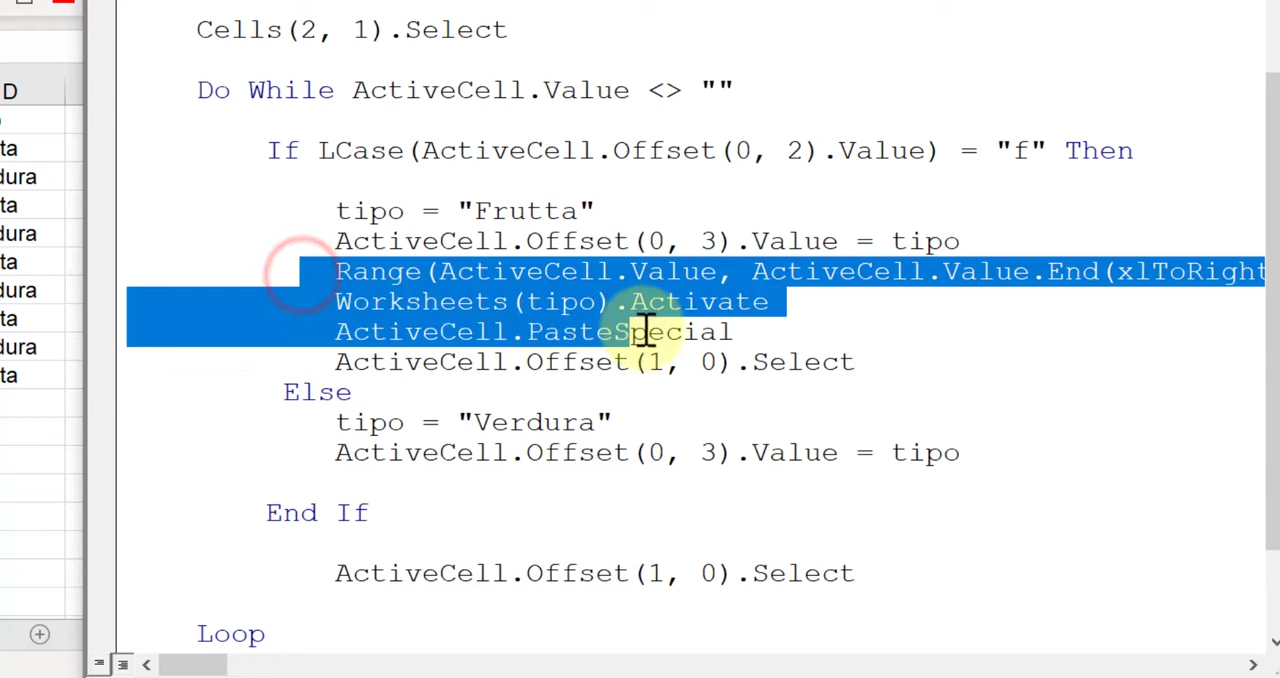 Cells(2, 1).Select
D
Do While ActiveCell.Value <> ""
ta
If LCase(ActiveCell.Offset(0, 2).Value) = "f" Then
dura
ta
tipo = "Frutta"
dura
ActiveCell.Offset(0, 3).Value = tipo
ta
Range(ActiveCell.Value, ActiveCell.Value.End(xlToRight
dura
Worksheets(tipo).Activate
ta
ActiveCell.PasteSpecial
dura
ActiveCell.Offset(1, 0).Select
ta
Else
tipo = "Verdura"
ActiveCell.Offset(0, 3).Value = tipo
End If
ActiveCell.Offset(1, 0).Select
Loop